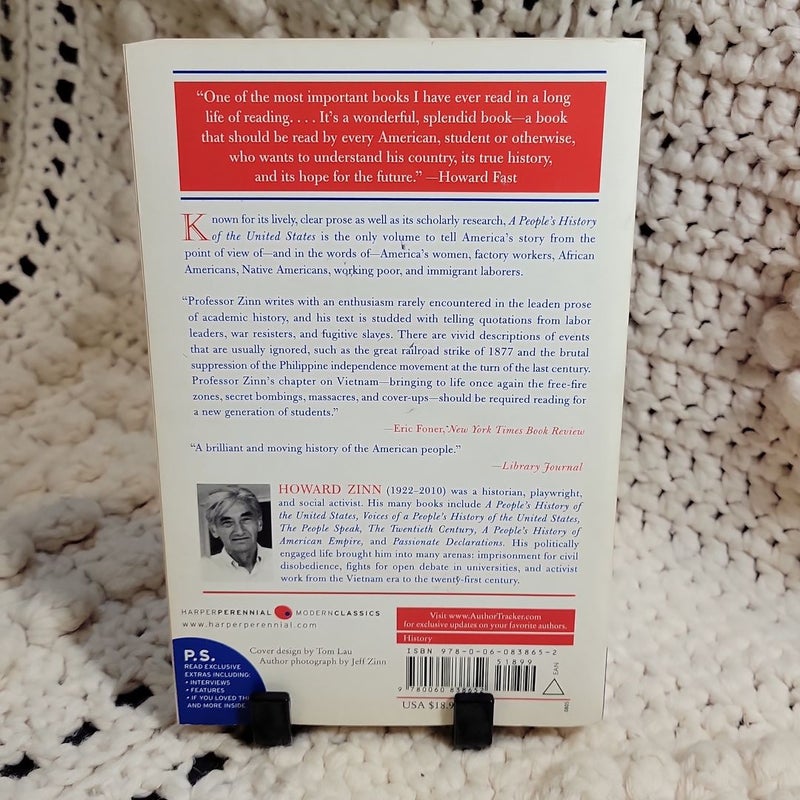 “One of the most important books I have ever read in a long
life of reading. . . . It’s a wonderful, splendid book—a book
that should be read by every American, student or otherwise,
who wants to understand his country, its true history,
and its hope for the future.” —Howard Fast
Known for its lively, clear prose as well as its scholarly research, A People’s History
of the United States is the only volume to tell America’s story from the
point of view of—and in the words of—America’s women, factory workers, African
Americans, Native Americans, working poor, and immigrant laborers.
“Professor Zinn writes with an enthusiasm rarely encountered in the leaden prose
of academic history, and his text is studded with telling quotations from labor
leaders, war resisters, and fugitive slaves. There are vivid descriptions of events
that are usually ignored, such as the great railroad strike of 1877 and the brutal
suppression of the Philippine independence movement at the turn of the last century.
Professor Zinn’s chapter on Vietnam—bringing to life once again the free-fire
zones, secret bombings, massacres, and cover-ups—should be required reading for
a new generation of students.”
—Eric Foner, New York Times Book Review
“A brilliant and moving history of the American people.”
—Library Journal
HOWARD ZINN (1922–2010) was a historian, playwright,
and social activist. His many books include A People’s History of
the United States, Voices of a People’s History of the United States,
The People Speak, The Twentieth Century, A People’s History of
American Empire, and Passionate Declarations. His politically
engaged life brought him into many arenas: imprisonment for civil
disobedience, fights for open debate in universities, and activist
work from the Vietnam era to the twenty-first century.
HARPERPERENNIAL MODERNCLASSICS
www.harperperennial.com
Visit www.AuthorTracker.com
for exclusive updates on your favorite authors.
History
Cover design by Tom Lau
Author photograph by Jeff Zinn
P.S.
READ EXCLUSIVE
EXTRAS INCLUDING:
• INTERVIEWS
• FEATURES
• IF YOU LOVED
AND MORE INSIDE
ISBN 978-0-06-083865-2
51899
9 780060
EAN
USA $18.9